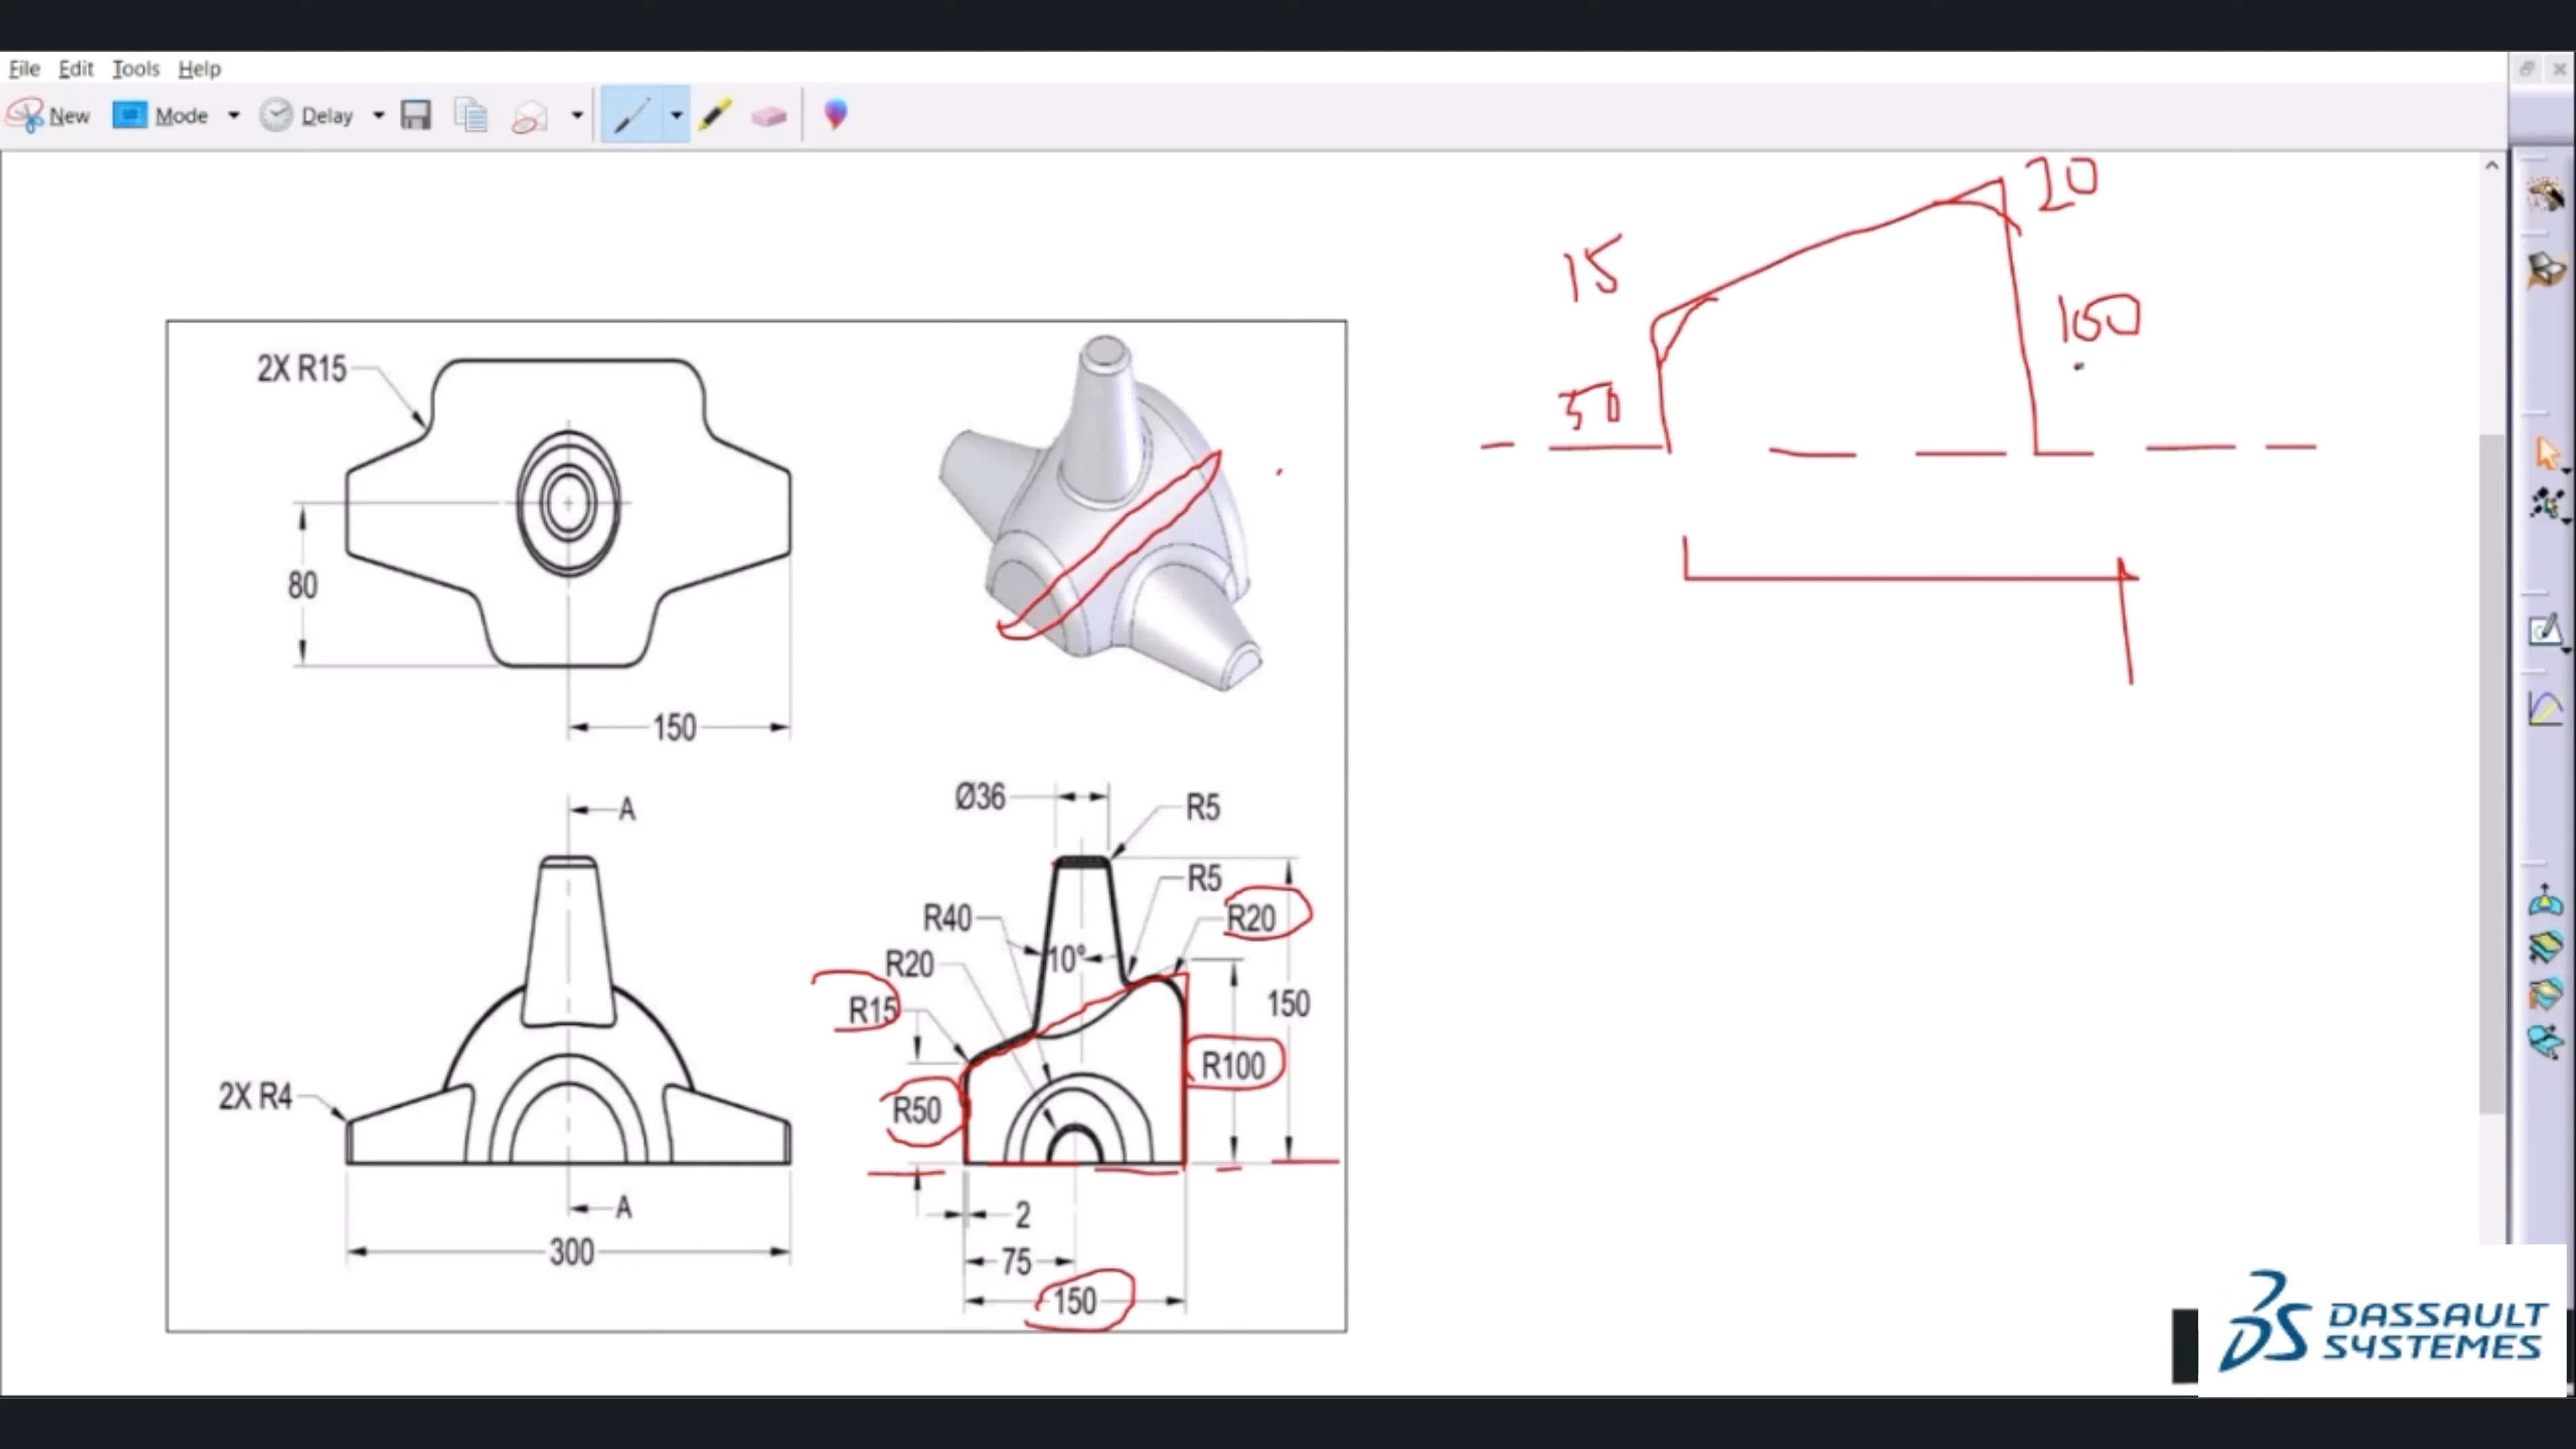 File Edit Tools Help
New Mode Delay
20
15
100
50
2X R15
80
150
Ø36
R5
A
R5
R20
R40
10°
R20
150
R15
R100
2X R4
R50
A
2
300
75
150
DASSAULT
SYSTEMES